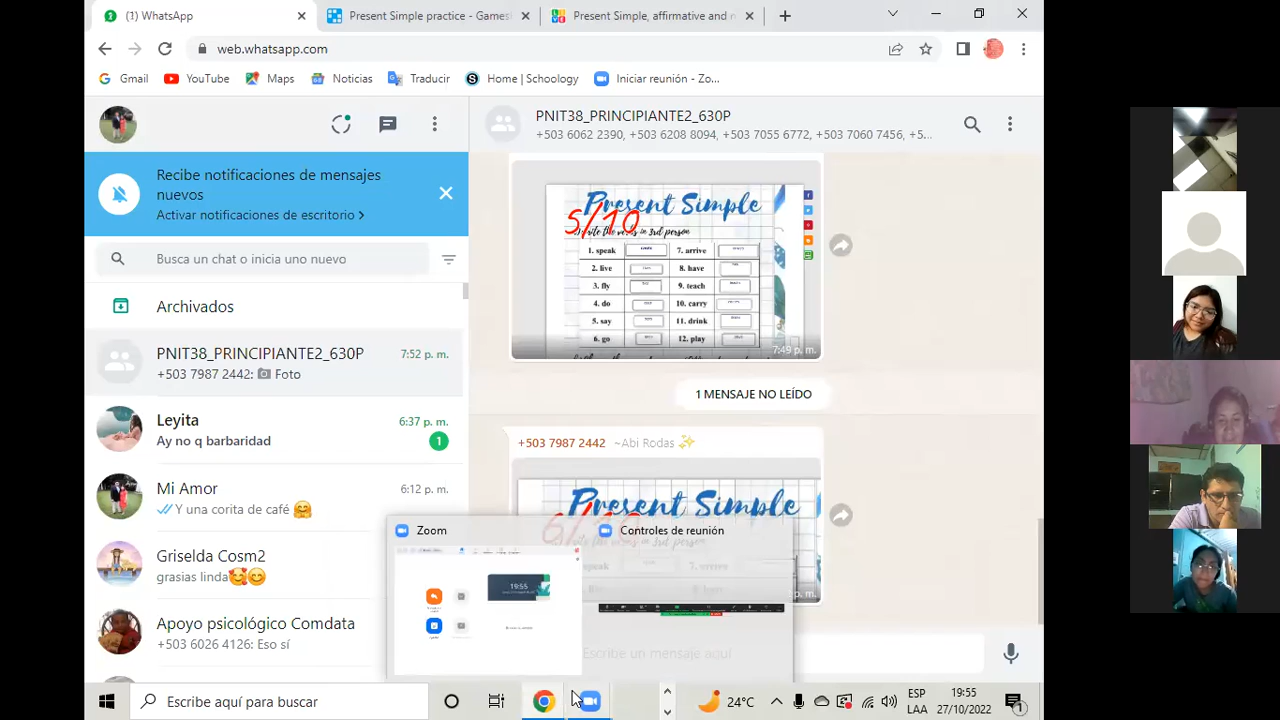 (1) WhatsApp
Present Simple practice - Games
Present Simple, affirmative and n
web.whatsapp.com
Gmail
YouTube
Maps
Noticias
Traducir
Home | Schoology
Iniciar reunión - Zo...
PNIT38_PRINCIPIANTE2_630P
+503 6062 2390, +503 6208 8094, +503 7055 6772, +503 7060 7456, +5...
Recibe notificaciones de mensajes
nuevos
Activar notificaciones de escritorio >
Busca un chat o inicia uno nuevo
Archivados
PNIT38_PRINCIPIANTE2_630P
7:52 p. m.
+503 7987 2442: Foto
Leyita
6:37 p. m.
Ay no q barbaridad
1
Mi Amor
6:12 p. m.
Y una corita de café 🤗
Griselda Cosm2
grasias linda🥰😊
Apoyo psicológico Comdata
+503 6026 4126: Eso sí
Present Simple
5/10
write the verbs in 3rd person
1. speak
7. arrive
2. live
8. have
3. fly
9. teach
4. do
10. carry
5. say
11. drink
6. go
12. play
7:49 p. m.
1 MENSAJE NO LEÍDO
+503 7987 2442 ~Abi Rodas ✨
Present Simple
in 3rd person
speak
7. arrive
Zoom
Controles de reunión
19:55
Escribe un mensaje aquí
Escribe aquí para buscar
24°C
ESP
LAA
19:55
27/10/2022
1